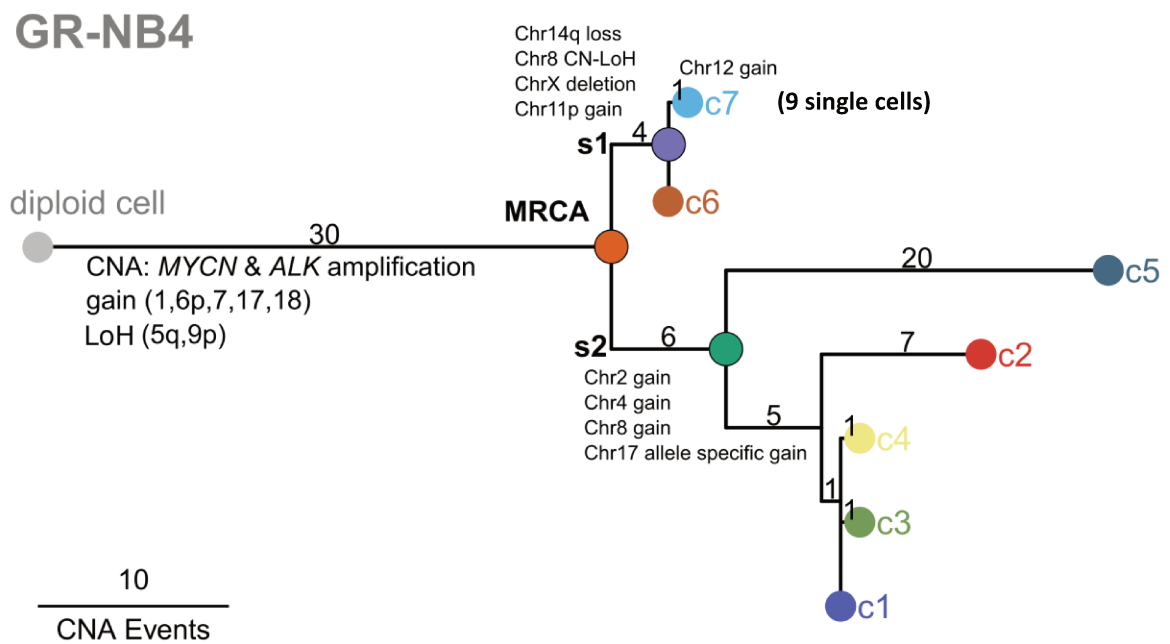 GR-NB4
Chr14q loss
Chr8 CN-LoH
ChrX deletion
Chr11p gain
Chr12 gain
1
c7
(9 single cells)
s1
4
c6
diploid cell
MRCA
30
CNA: MYCN & ALK amplification
gain (1,6p,7,17,18)
LoH (5q,9p)
20
c5
s2
6
7
c2
Chr2 gain
Chr4 gain
Chr8 gain
Chr17 allele specific gain
5
1
c4
1
1
c3
c1
10
CNA Events